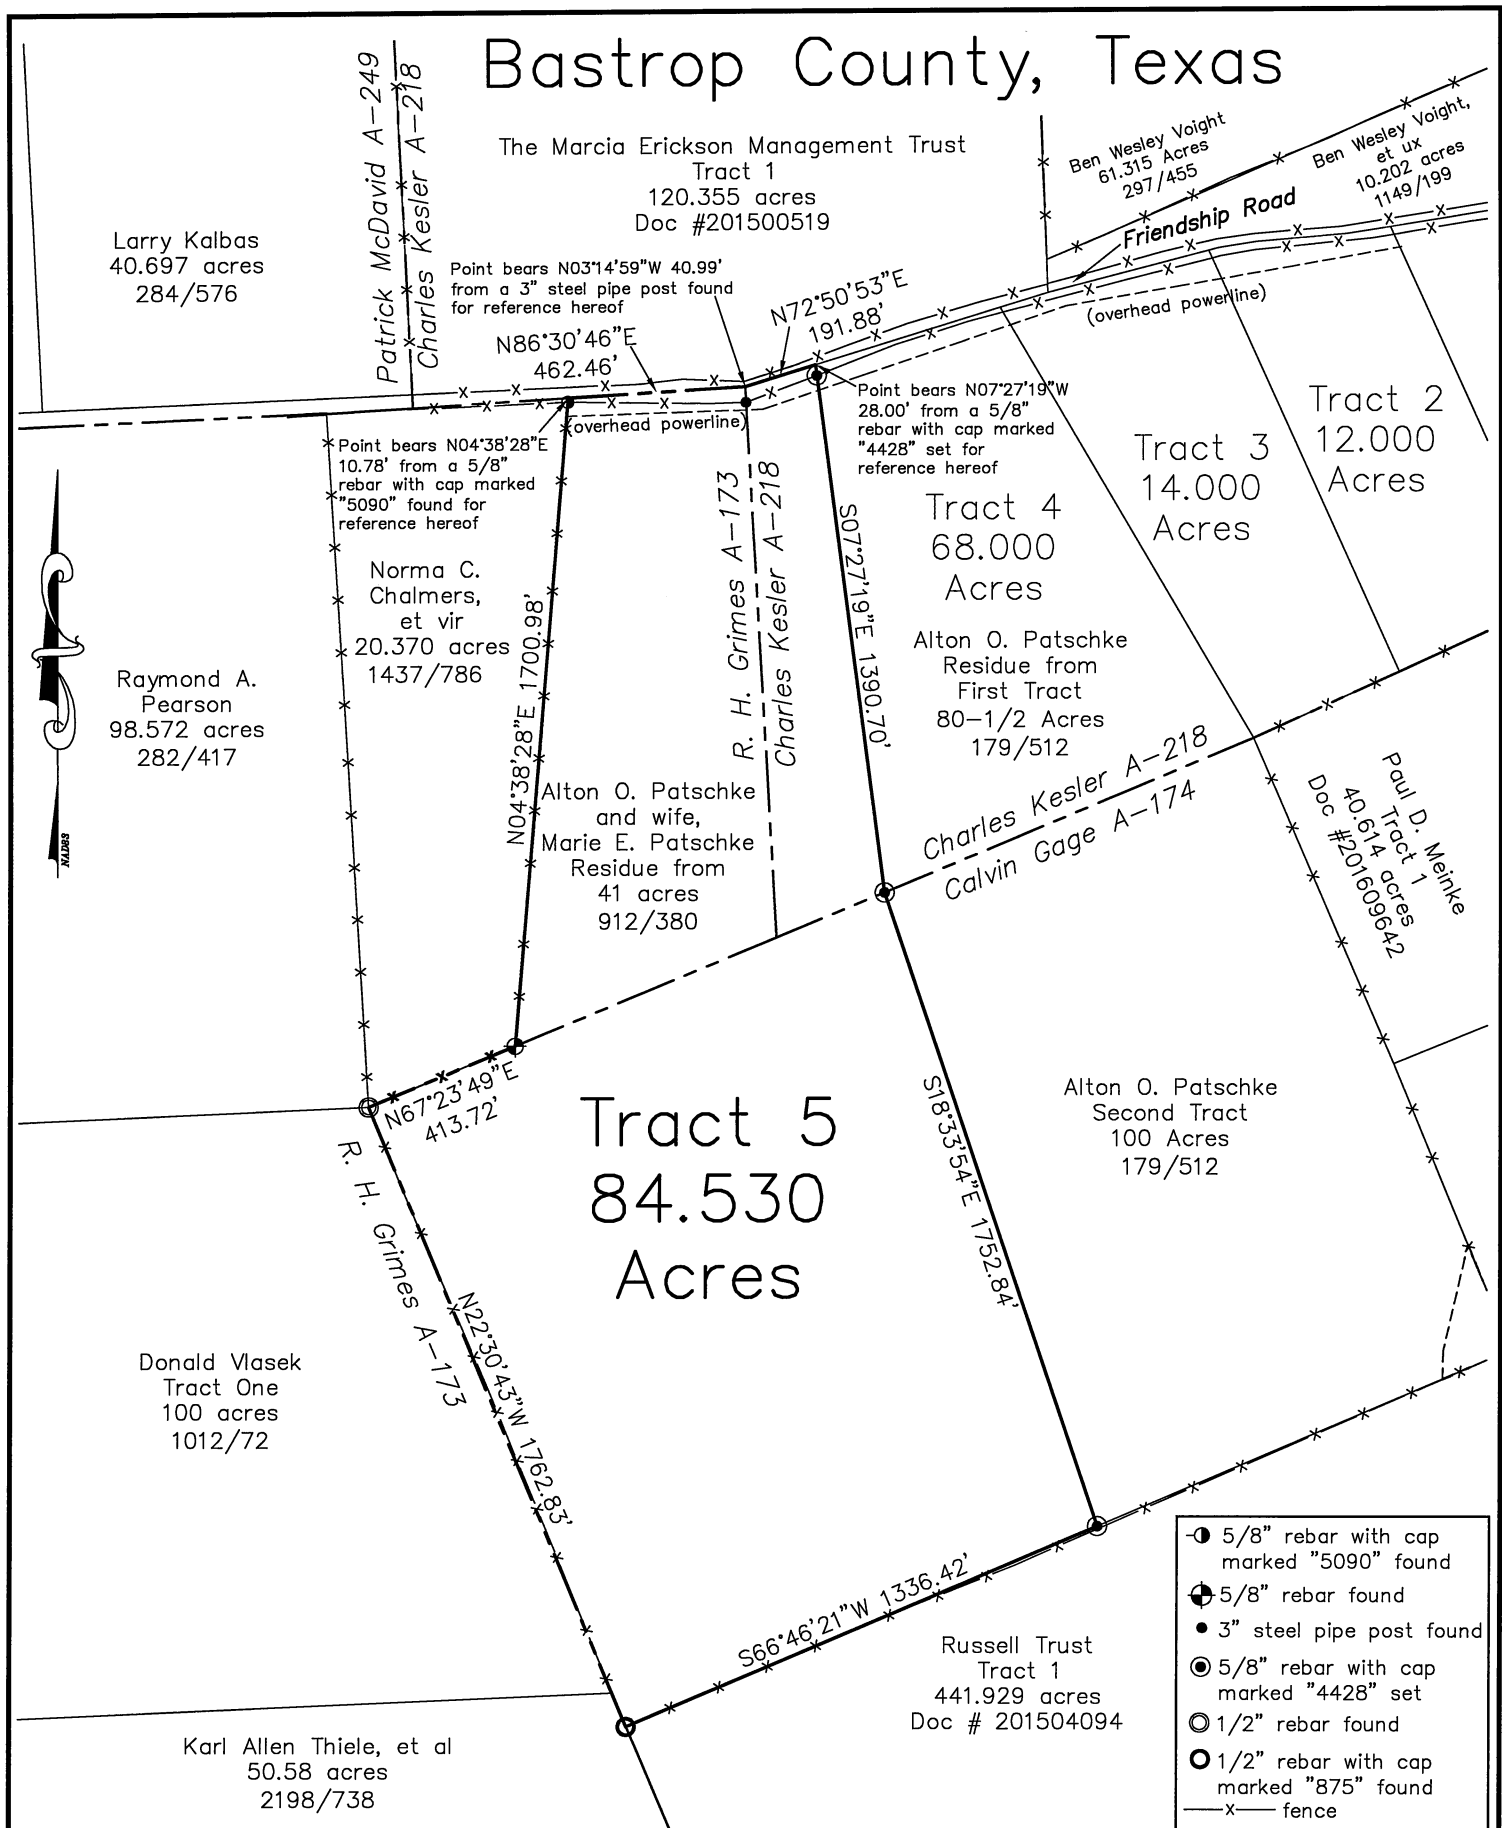 Bastrop County, Texas
Patrick McDavid A-249
Charles Kesler A-218
The Marcia Erickson Management Trust
Tract 1
120.355 acres
Doc #201500519
Ben Wesley Voight
61.315 Acres
297/455
Ben Wesley Voight,
et ux
10.202 acres
1149/199
Friendship Road
Larry Kalbas
40.697 acres
284/576
Point bears N03°14'59"W 40.99'
from a 3" steel pipe post found
for reference hereof
N86°30'46"E
462.46'
N72°50'53"E
191.88'
(overhead powerline)
(overhead powerline)
Point bears N04°38'28"E
10.78' from a 5/8"
rebar with cap marked
"5090" found for
reference hereof
Point bears N07°27'19"W
28.00' from a 5/8"
rebar with cap marked
"4428" set for
reference hereof
Tract 2
12.000
Acres
Tract 3
14.000
Acres
Tract 4
68.000
Acres
R. H. Grimes A-173
Charles Kesler A-218
S07°27'19"E 1390.70'
Norma C.
Chalmers,
et vir
20.370 acres
1437/786
N04°38'28"E 1700.98'
Alton O. Patschke
Residue from
First Tract
80-1/2 Acres
179/512
Raymond A.
Pearson
98.572 acres
282/417
NAD83
Alton O. Patschke
and wife,
Marie E. Patschke
Residue from
41 acres
912/380
Charles Kesler A-218
Calvin Gage A-174
Paul D. Meinke
Tract 1
40.614 acres
Doc #201609642
N67°23'49"E
413.72'
Tract 5
84.530
Acres
S18°33'54"E 1752.84'
Alton O. Patschke
Second Tract
100 Acres
179/512
R. H. Grimes A-173
N22°30'43"W 1762.83'
Donald Vlasek
Tract One
100 acres
1012/72
S66°46'21"W 1336.42'
Russell Trust
Tract 1
441.929 acres
Doc # 201504094
Karl Allen Thiele, et al
50.58 acres
2198/738
5/8" rebar with cap
marked "5090" found
5/8" rebar found
3" steel pipe post found
5/8" rebar with cap
marked "4428" set
1/2" rebar found
1/2" rebar with cap
marked "875" found
x fence